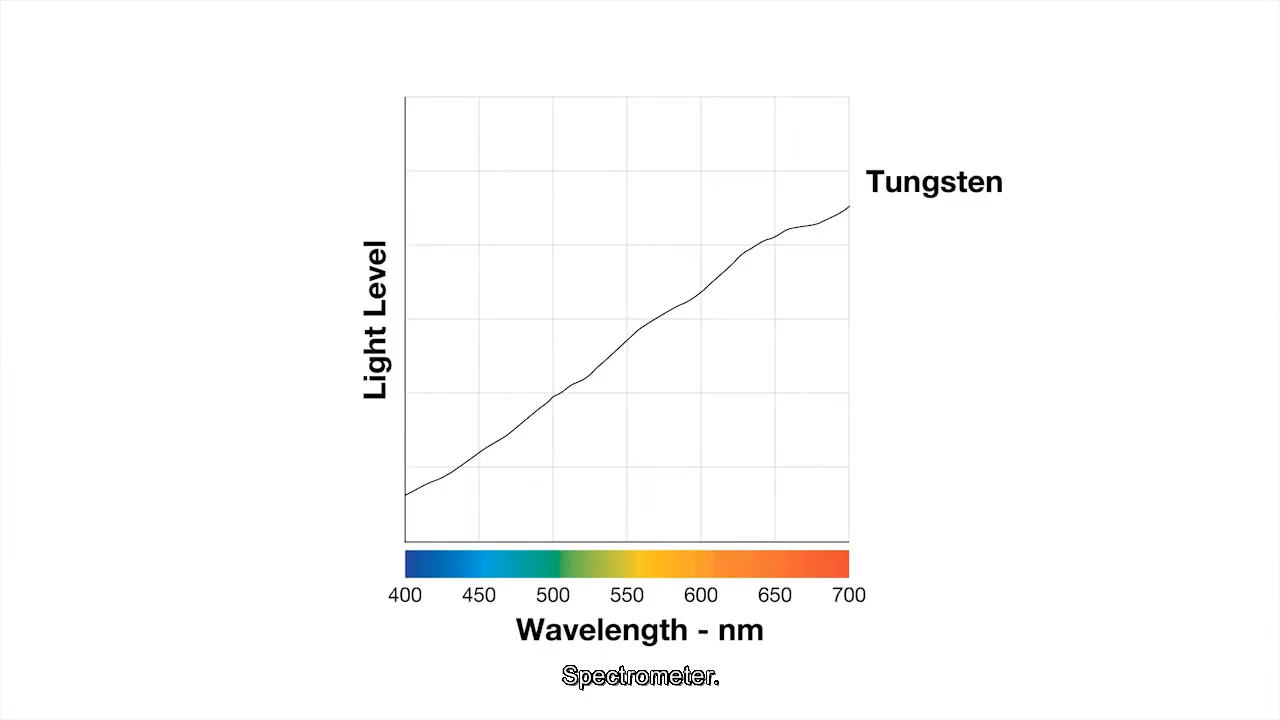 Tungsten
Light Level
400 450 500 550 600 650 700
Wavelength - nm
Spectrometer.